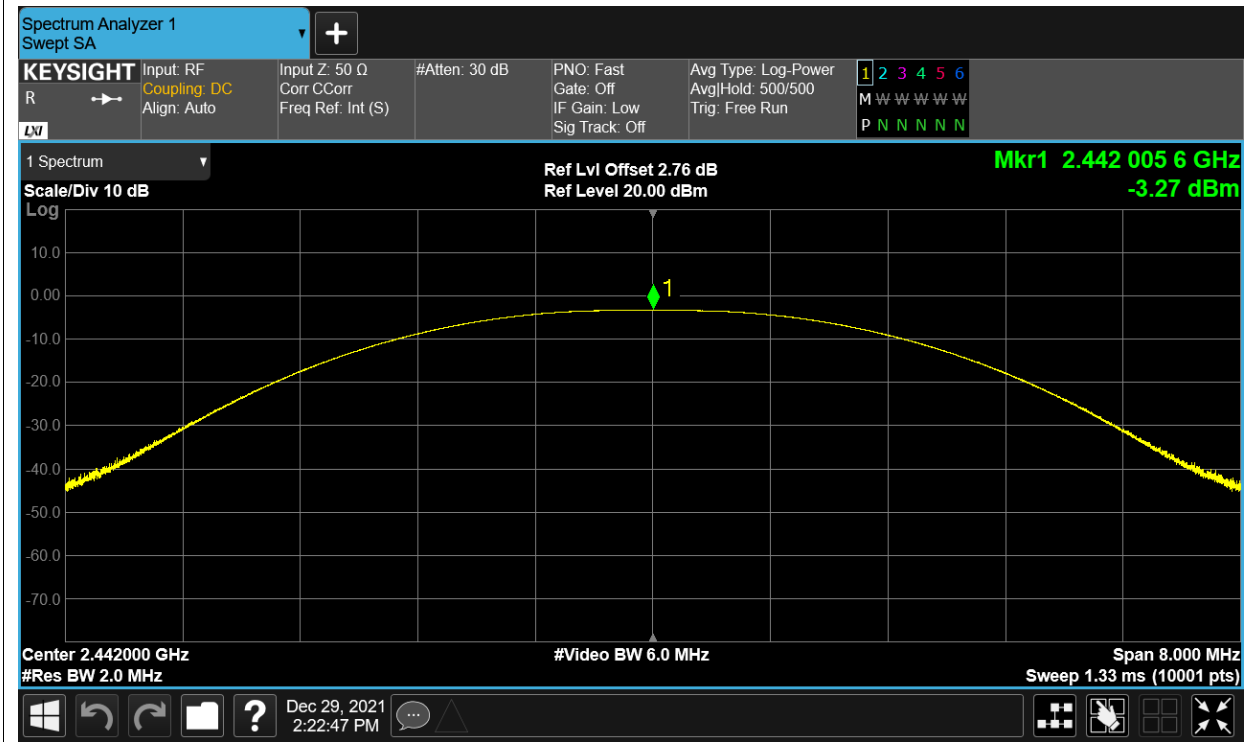 Spectrum Analyzer 1
Swept SA
KEYSIGHT
R
LXI
Input: RF
Coupling: DC
Align: Auto
Input Z: 50 Ω
Corr CCorr
Freq Ref: Int (S)
#Atten: 30 dB
PNO: Fast
Gate: Off
IF Gain: Low
Sig Track: Off
Avg Type: Log-Power
Avg|Hold: 500/500
Trig: Free Run
1 2 3 4 5 6
M W W W W W
P N N N N N
1 Spectrum
Scale/Div 10 dB
Log
Ref Lvl Offset 2.76 dB
Ref Level 20.00 dBm
Mkr1 2.442 005 6 GHz
-3.27 dBm
10.0
0.00
-10.0
-20.0
-30.0
-40.0
-50.0
-60.0
-70.0
1
Center 2.442000 GHz
#Res BW 2.0 MHz
#Video BW 6.0 MHz
Span 8.000 MHz
Sweep 1.33 ms (10001 pts)
?
Dec 29, 2021
2:22:47 PM